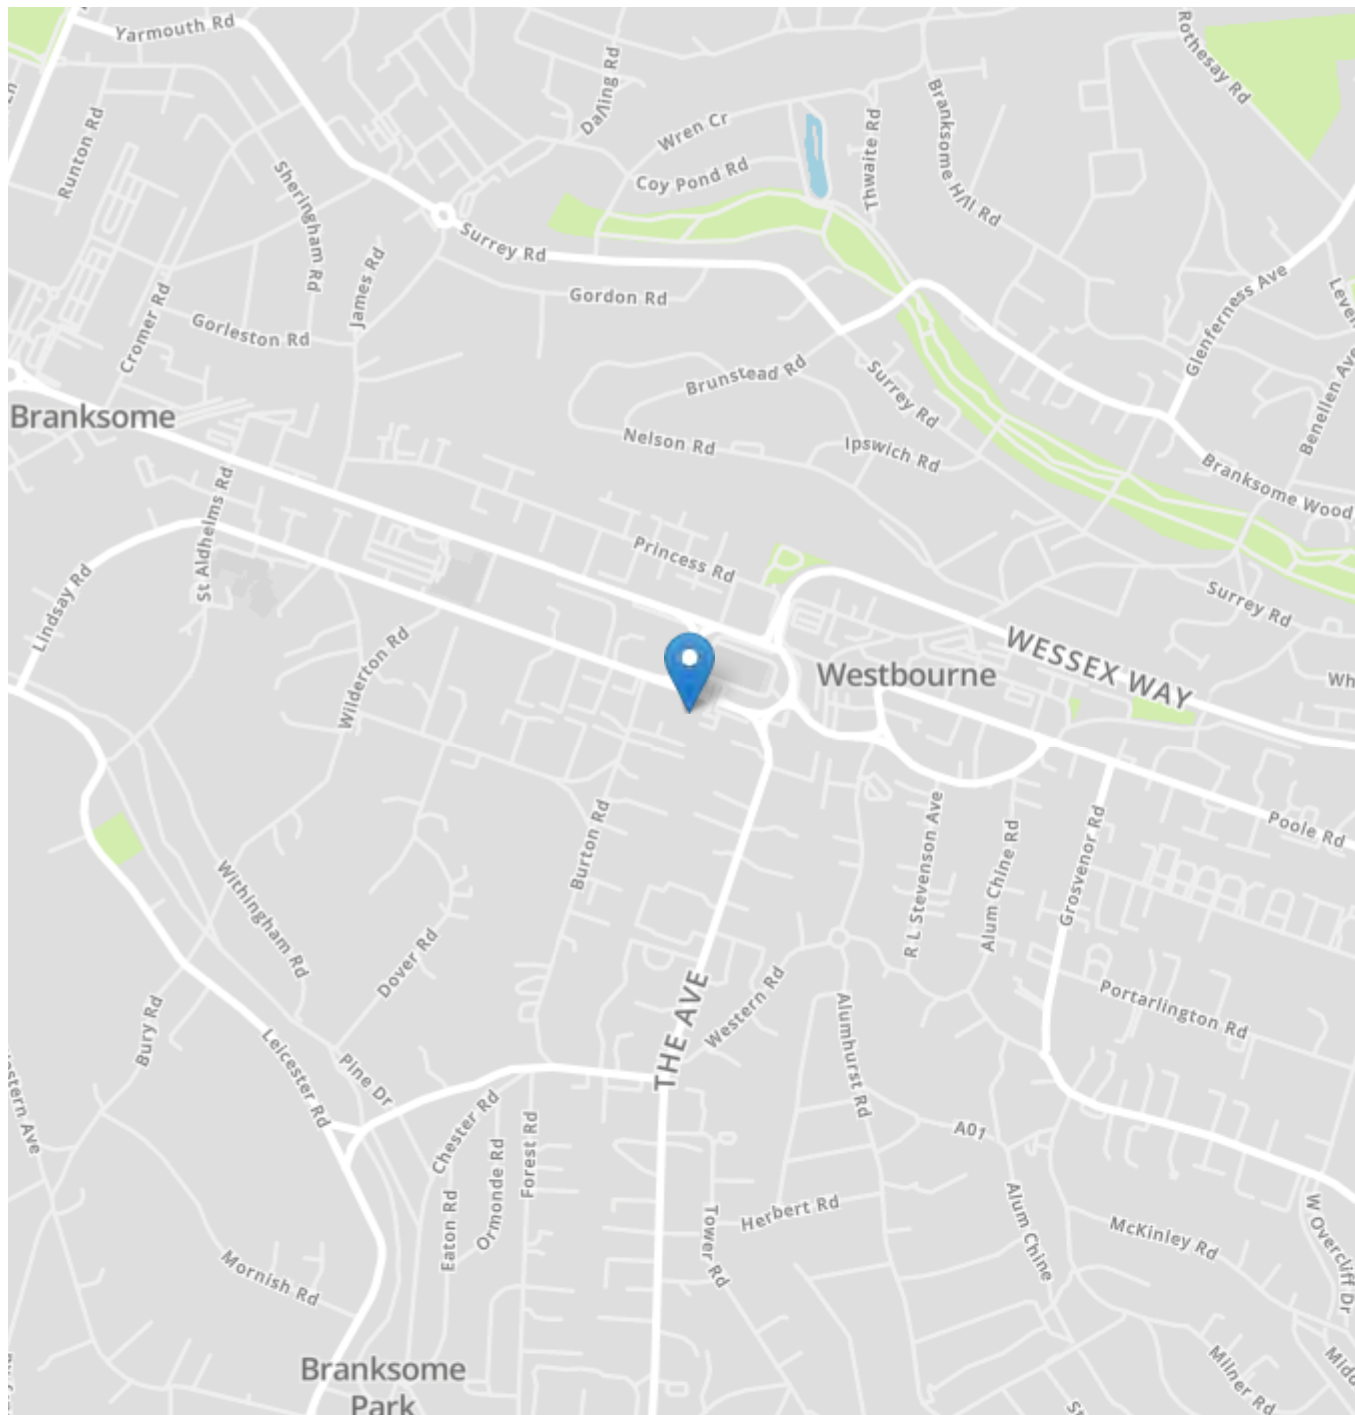 Yarmouth Rd
Rothesay Rd
Darling Rd
Wren Cr
Branksome Hill Rd
Thwaite Rd
Runton Rd
Coy Pond Rd
Sheringham Rd
Surrey Rd
James Rd
Glenferness Ave
Gordon Rd
Cromer Rd
Gorleston Rd
Brunstead Rd
Surrey Rd
Benellen Ave
Branksome
Nelson Rd
Ipswich Rd
Branksome Wood
St Aldhelms Rd
Princess Rd
Lindsay Rd
Surrey Rd
WESSEX WAY
Westbourne
Wh
Wilderton Rd
Poole Rd
Burton Rd
R L Stevenson Ave
Alum Chine Rd
Grosvenor Rd
Withingham Rd
Dover Rd
THE AVE
Western Rd
Portarlington Rd
Bury Rd
Alumhurst Rd
Leicester Rd
Pine Dr
estern Ave
Chester Rd
Forest Rd
A01
Ormonde Rd
Eaton Rd
Tower Rd
Herbert Rd
Alum Chine
McKinley Rd
W Overcliff Dr
Mornish Rd
Milner Rd
Midd
Branksome
Park
St